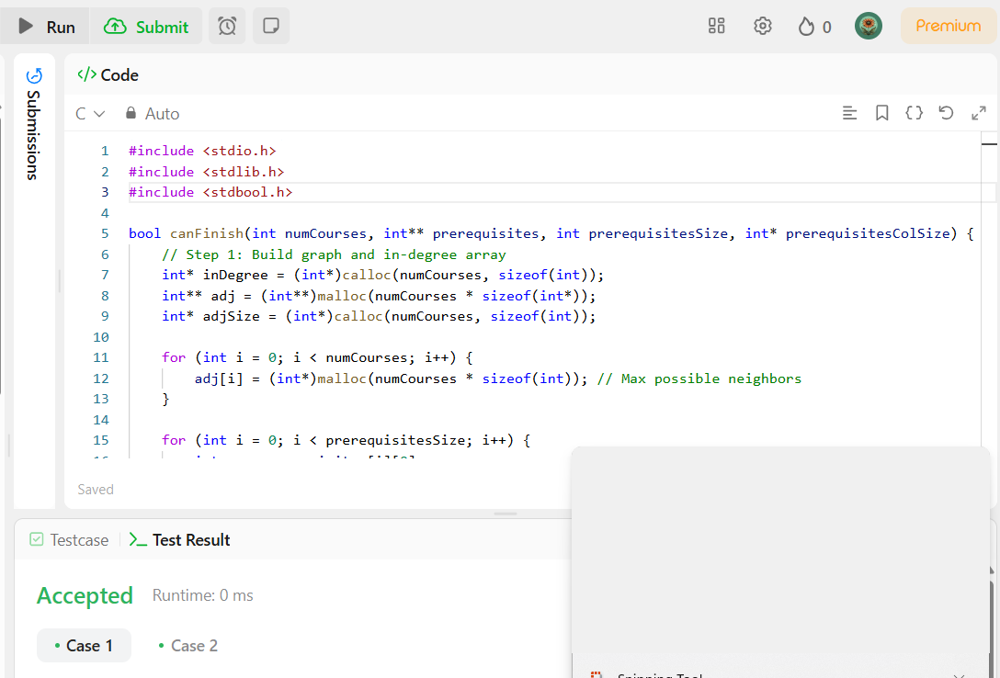 Run Submit 0 Premium
Submissions
</> Code
C Auto
1 #include <stdio.h>
2 #include <stdlib.h>
3 #include <stdbool.h>
4
5 bool canFinish(int numCourses, int** prerequisites, int prerequisitesSize, int* prerequisitesColSize) {
6 // Step 1: Build graph and in-degree array
7 int* inDegree = (int*)calloc(numCourses, sizeof(int));
8 int** adj = (int**)malloc(numCourses * sizeof(int*));
9 int* adjSize = (int*)calloc(numCourses, sizeof(int));
10
11 for (int i = 0; i < numCourses; i++) {
12 adj[i] = (int*)malloc(numCourses * sizeof(int)); // Max possible neighbors
13 }
14
15 for (int i = 0; i < prerequisitesSize; i++) {
Saved
Testcase Test Result
Accepted Runtime: 0 ms
• Case 1 • Case 2